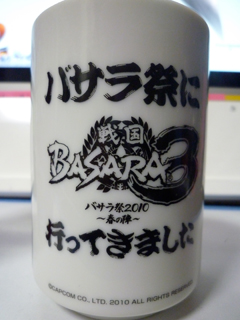 バサラ祭に
戦国
BASARA3
バサラ祭2010
～春の陣～
行ってきました
©CAPCOM CO., LTD. 2010 ALL RIGHTS RESERVED.